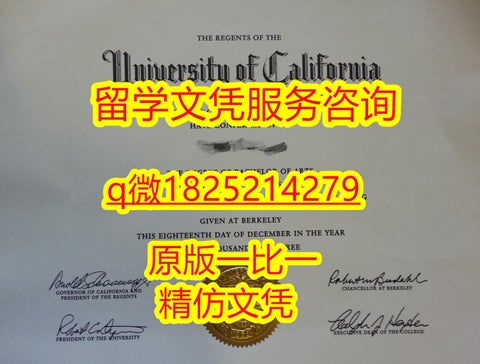 THE REGENTS OF THE
University of California
留学文凭服务咨询
q微1825214279
GIVEN AT BERKELEY
THIS EIGHTEENTH DAY OF DECEMBER IN THE YEAR
原版一比一
精仿文凭
GOVERNOR OF CALIFORNIA AND
PRESIDENT OF THE REGENTS
CHANCELLOR AT BERKELEY
PRESIDENT OF THE UNIVERSITY
EXECUTIVE DEAN OF THE COLLEGE